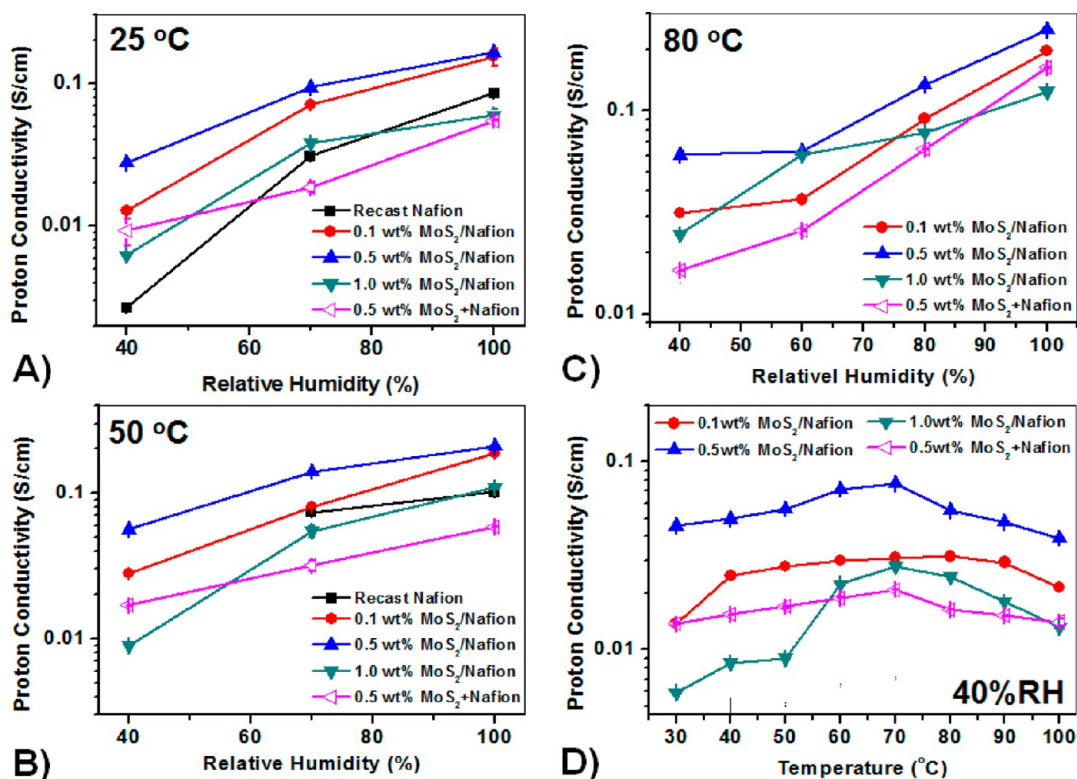 25 °C
Proton Conductivity (S/cm)
0.1
0.01
Recast Nafion
0.1 wt% MoS₂/Nafion
0.5 wt% MoS₂/Nafion
1.0 wt% MoS₂/Nafion
0.5 wt% MoS₂+Nafion
40 60 80 100
Relative Humidity (%)
A)
80 °C
Proton Conductivity (S/cm)
0.1
0.01
0.1 wt% MoS₂/Nafion
0.5 wt% MoS₂/Nafion
1.0 wt% MoS₂/Nafion
0.5 wt% MoS₂+Nafion
40 50 60 70 80 90 100
Relativel Humidity (%)
C)
50 °C
Proton Conductivity (S/cm)
0.1
0.01
Recast Nafion
0.1 wt% MoS₂/Nafion
0.5 wt% MoS₂/Nafion
1.0 wt% MoS₂/Nafion
0.5 wt% MoS₂+Nafion
40 60 80 100
Relative Humidity (%)
B)
0.1wt% MoS₂/Nafion 1.0wt% MoS₂/Nafion
0.5wt% MoS₂/Nafion 0.5wt% MoS₂+Nafion
Proton Conductivity (S/cm)
0.1
0.01
40%RH
30 40 50 60 70 80 90 100
Temperature (°C)
D)